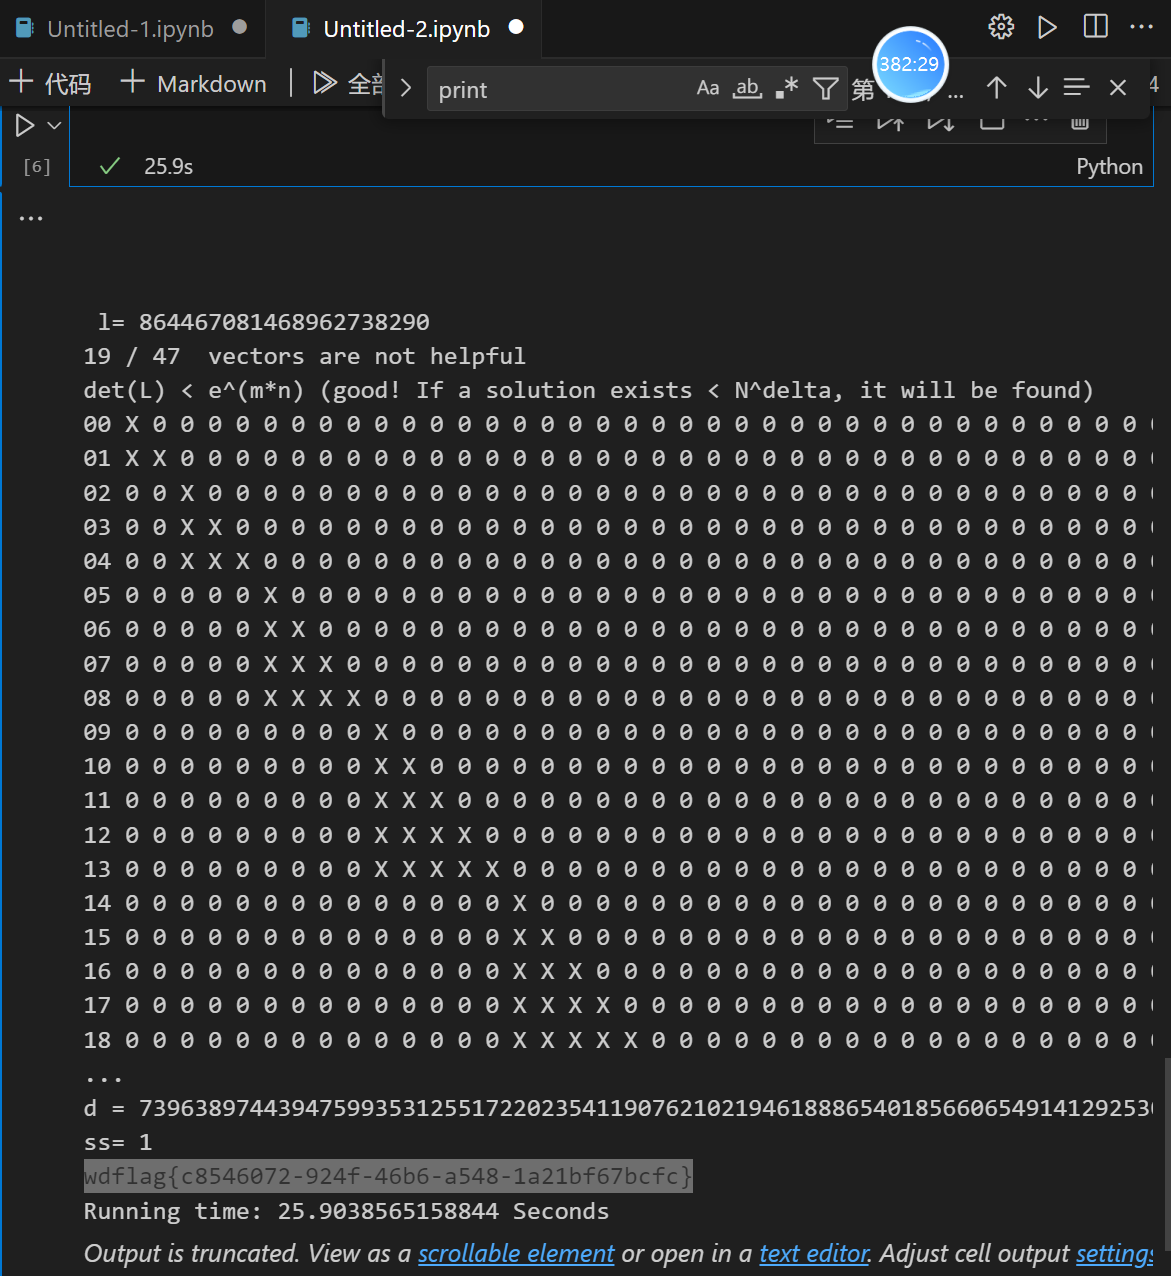 Untitled-1.ipynb
Untitled-2.ipynb
382:29
代码
Markdown
全部
print
Aa
ab
第
...
4
[6]
25.9s
Python
...
l= 864467081468962738290
19 / 47  vectors are not helpful
det(L) < e^(m*n) (good! If a solution exists < N^delta, it will be found)
00 X 0 0 0 0 0 0 0 0 0 0 0 0 0 0 0 0 0 0 0 0 0 0 0 0 0 0 0 0 0 0 0 0 0 0 0 0
01 X X 0 0 0 0 0 0 0 0 0 0 0 0 0 0 0 0 0 0 0 0 0 0 0 0 0 0 0 0 0 0 0 0 0 0 0
02 0 0 X 0 0 0 0 0 0 0 0 0 0 0 0 0 0 0 0 0 0 0 0 0 0 0 0 0 0 0 0 0 0 0 0 0 0
03 0 0 X X 0 0 0 0 0 0 0 0 0 0 0 0 0 0 0 0 0 0 0 0 0 0 0 0 0 0 0 0 0 0 0 0 0
04 0 0 X X X 0 0 0 0 0 0 0 0 0 0 0 0 0 0 0 0 0 0 0 0 0 0 0 0 0 0 0 0 0 0 0 0
05 0 0 0 0 0 X 0 0 0 0 0 0 0 0 0 0 0 0 0 0 0 0 0 0 0 0 0 0 0 0 0 0 0 0 0 0 0
06 0 0 0 0 0 X X 0 0 0 0 0 0 0 0 0 0 0 0 0 0 0 0 0 0 0 0 0 0 0 0 0 0 0 0 0 0
07 0 0 0 0 0 X X X 0 0 0 0 0 0 0 0 0 0 0 0 0 0 0 0 0 0 0 0 0 0 0 0 0 0 0 0 0
08 0 0 0 0 0 X X X X 0 0 0 0 0 0 0 0 0 0 0 0 0 0 0 0 0 0 0 0 0 0 0 0 0 0 0 0
09 0 0 0 0 0 0 0 0 0 X 0 0 0 0 0 0 0 0 0 0 0 0 0 0 0 0 0 0 0 0 0 0 0 0 0 0 0
10 0 0 0 0 0 0 0 0 0 X X 0 0 0 0 0 0 0 0 0 0 0 0 0 0 0 0 0 0 0 0 0 0 0 0 0 0
11 0 0 0 0 0 0 0 0 0 X X X 0 0 0 0 0 0 0 0 0 0 0 0 0 0 0 0 0 0 0 0 0 0 0 0 0
12 0 0 0 0 0 0 0 0 0 X X X X 0 0 0 0 0 0 0 0 0 0 0 0 0 0 0 0 0 0 0 0 0 0 0 0
13 0 0 0 0 0 0 0 0 0 X X X X X 0 0 0 0 0 0 0 0 0 0 0 0 0 0 0 0 0 0 0 0 0 0 0
14 0 0 0 0 0 0 0 0 0 0 0 0 0 0 X 0 0 0 0 0 0 0 0 0 0 0 0 0 0 0 0 0 0 0 0 0 0
15 0 0 0 0 0 0 0 0 0 0 0 0 0 0 X X 0 0 0 0 0 0 0 0 0 0 0 0 0 0 0 0 0 0 0 0 0
16 0 0 0 0 0 0 0 0 0 0 0 0 0 0 X X X 0 0 0 0 0 0 0 0 0 0 0 0 0 0 0 0 0 0 0 0
17 0 0 0 0 0 0 0 0 0 0 0 0 0 0 X X X X 0 0 0 0 0 0 0 0 0 0 0 0 0 0 0 0 0 0 0
18 0 0 0 0 0 0 0 0 0 0 0 0 0 0 X X X X X 0 0 0 0 0 0 0 0 0 0 0 0 0 0 0 0 0 0
...
d = 7396389744394759935312551722023541190762102194618886540185660654914129253
ss= 1
wdflag{c8546072-924f-46b6-a548-1a21bf67bcfc}
Running time: 25.9038565158844 Seconds
Output is truncated. View as a scrollable element or open in a text editor. Adjust cell output settings